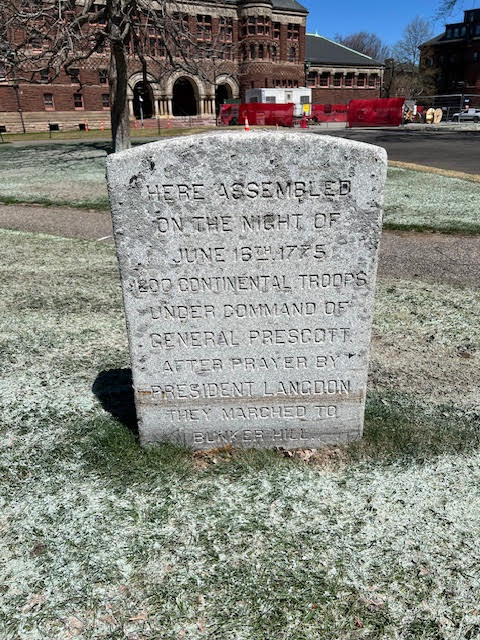 HERE ASSEMBLED
ON THE NIGHT OF
JUNE 16TH. 1775
1200 CONTINENTAL TROOPS
UNDER COMMAND OF
GENERAL PRESCOTT.
AFTER PRAYER BY
PRESIDENT LANGDON
THEY MARCHED TO
BUNKER HILL.